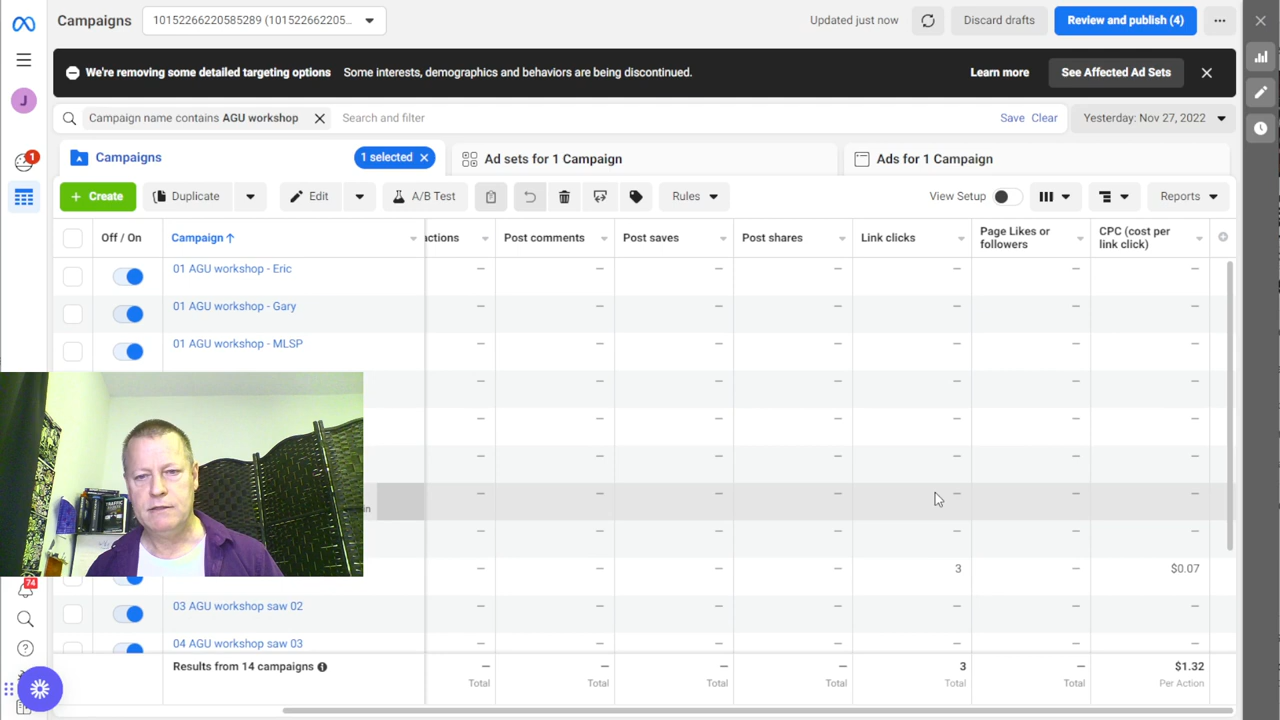 Campaigns
10152266220585289 (101522662205...
Updated just now
Discard drafts
Review and publish (4)
We're removing some detailed targeting options Some interests, demographics and behaviors are being discontinued.
Learn more
See Affected Ad Sets
J
Campaign name contains AGU workshop
Search and filter
Save Clear
Yesterday: Nov 27, 2022
1
Campaigns
1 selected
Ad sets for 1 Campaign
Ads for 1 Campaign
+ Create
Duplicate
Edit
A/B Test
Rules
View Setup
Reports
Off / On
Campaign
actions
Post comments
Post saves
Post shares
Link clicks
Page Likes or followers
CPC (cost per link click)
01 AGU workshop - Eric
— — — — — — —
01 AGU workshop - Gary
— — — — — — —
01 AGU workshop - MLSP
— — — — — — —
— — — — — — —
— — — — — — —
— — — — — — —
— — — — — — —
— — — — — — —
3 — $0.07
74
03 AGU workshop saw 02
— — — — — — —
04 AGU workshop saw 03
— — — — — — —
Results from 14 campaigns
— — — — 3 — $1.32
Total Total Total Total Total Total Per Action